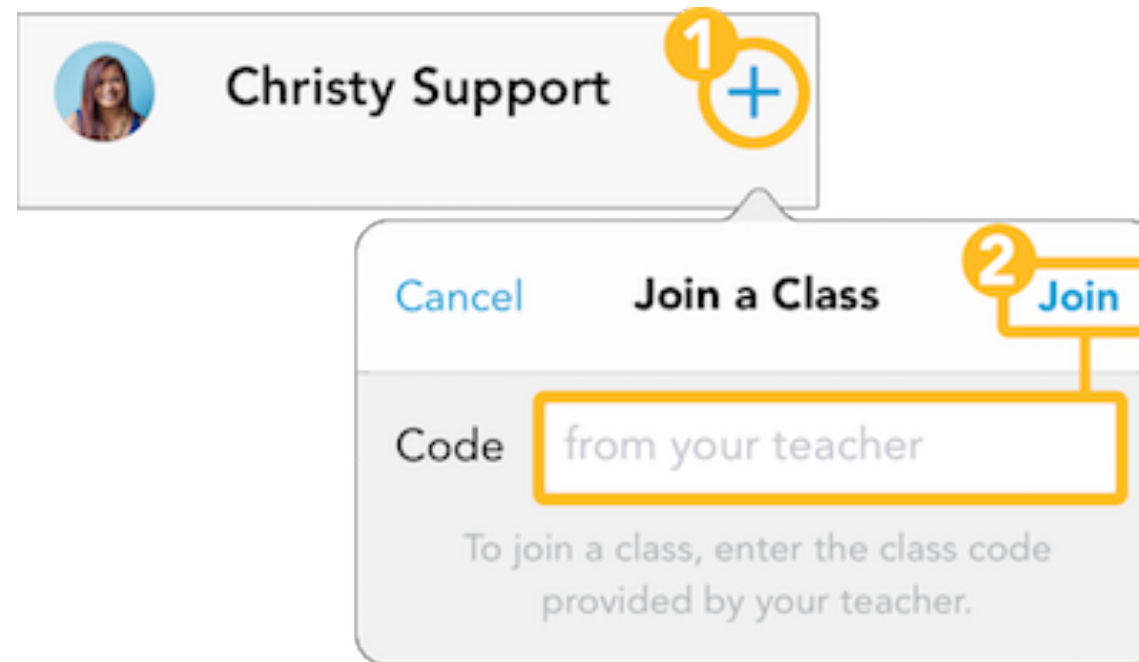 1
Christy Support
+
2
Cancel Join a Class Join
Code from your teacher
To join a class, enter the class code
provided by your teacher.